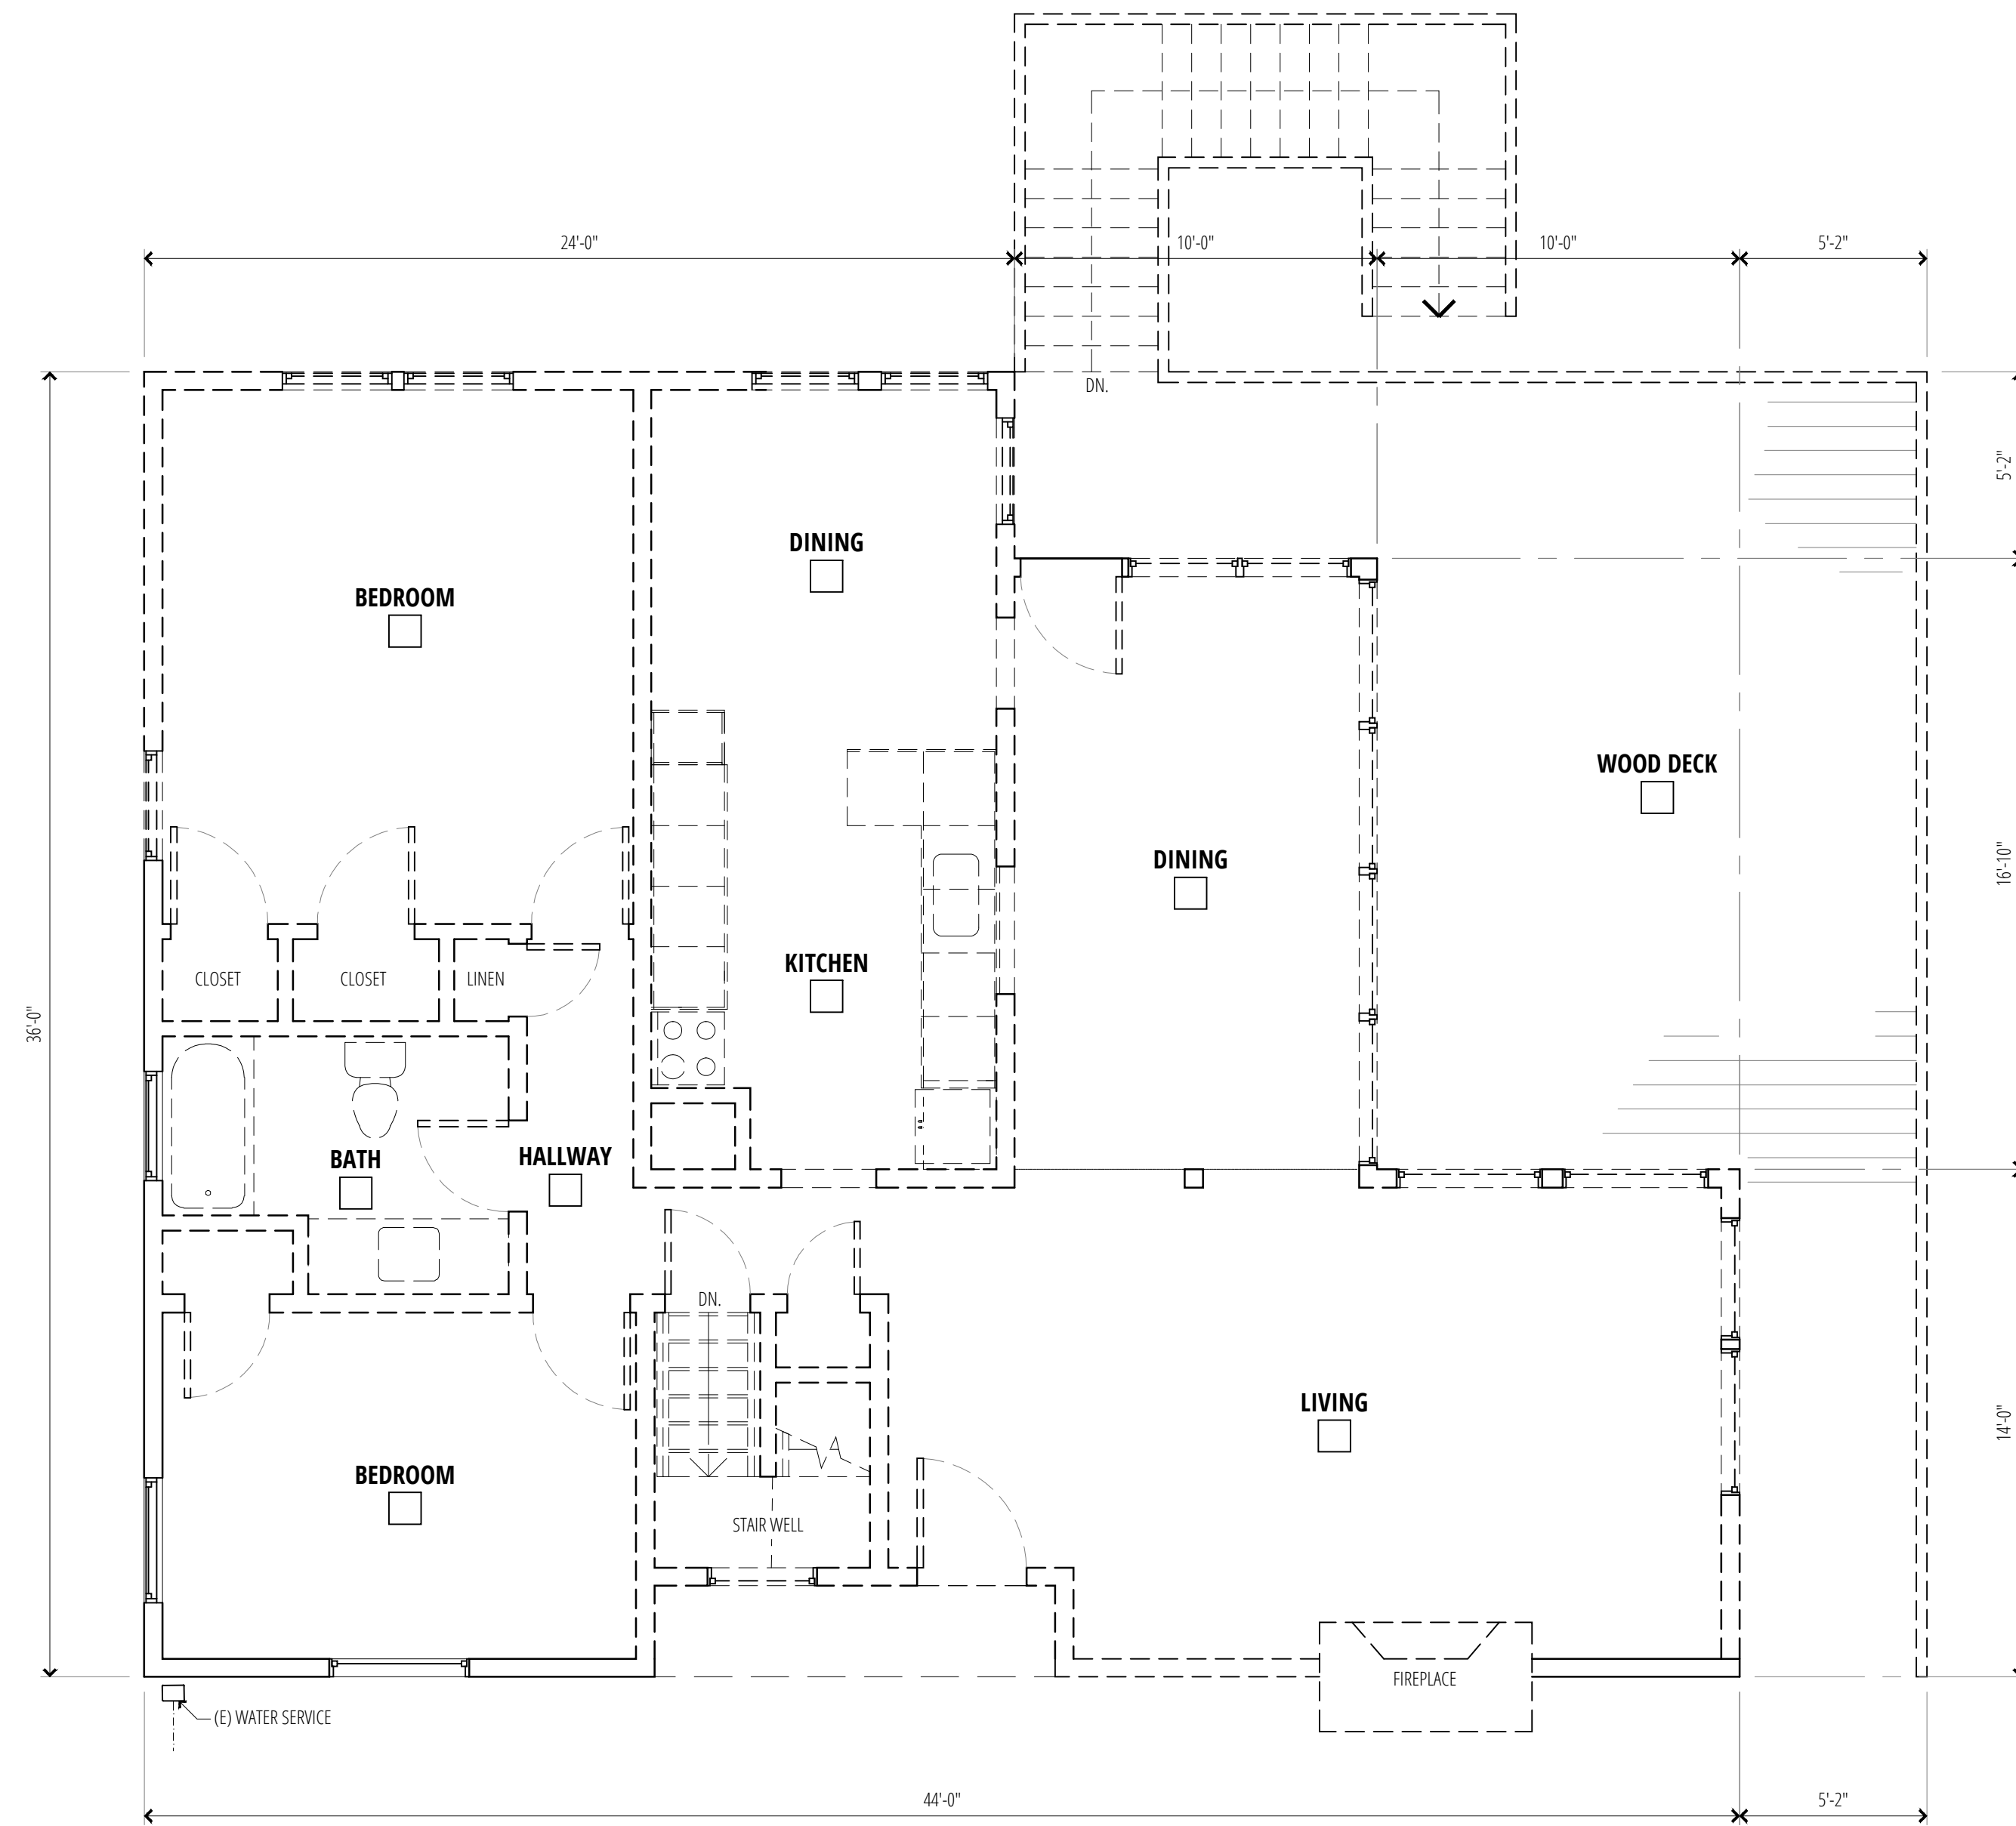 24'-0"
10'-0"
10'-0"
5'-2"
DN.
5'-2"
DINING
BEDROOM
WOOD DECK
DINING
16'-10"
KITCHEN
CLOSET
CLOSET
LINEN
36'-0"
BATH
HALLWAY
DN.
LIVING
14'-0"
BEDROOM
STAIR WELL
FIREPLACE
(E) WATER SERVICE
44'-0"
5'-2"